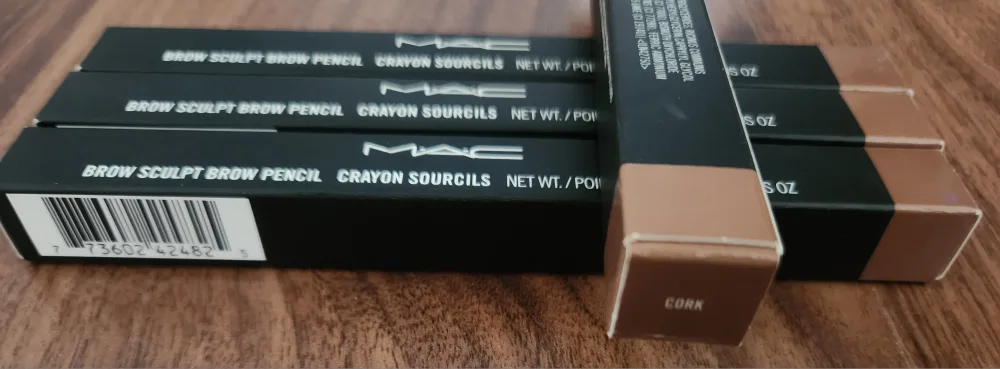 MAC
BROW SCULPT BROW PENCIL CRAYON SOURCILS NET WT. / POI
S OZ
MAC
BROW SCULPT BROW PENCIL CRAYON SOURCILS NET WT. / POI
S OZ
MAC
BROW SCULPT BROW PENCIL CRAYON SOURCILS NET WT. / POI
S OZ
7 73602 42482 5
CORK